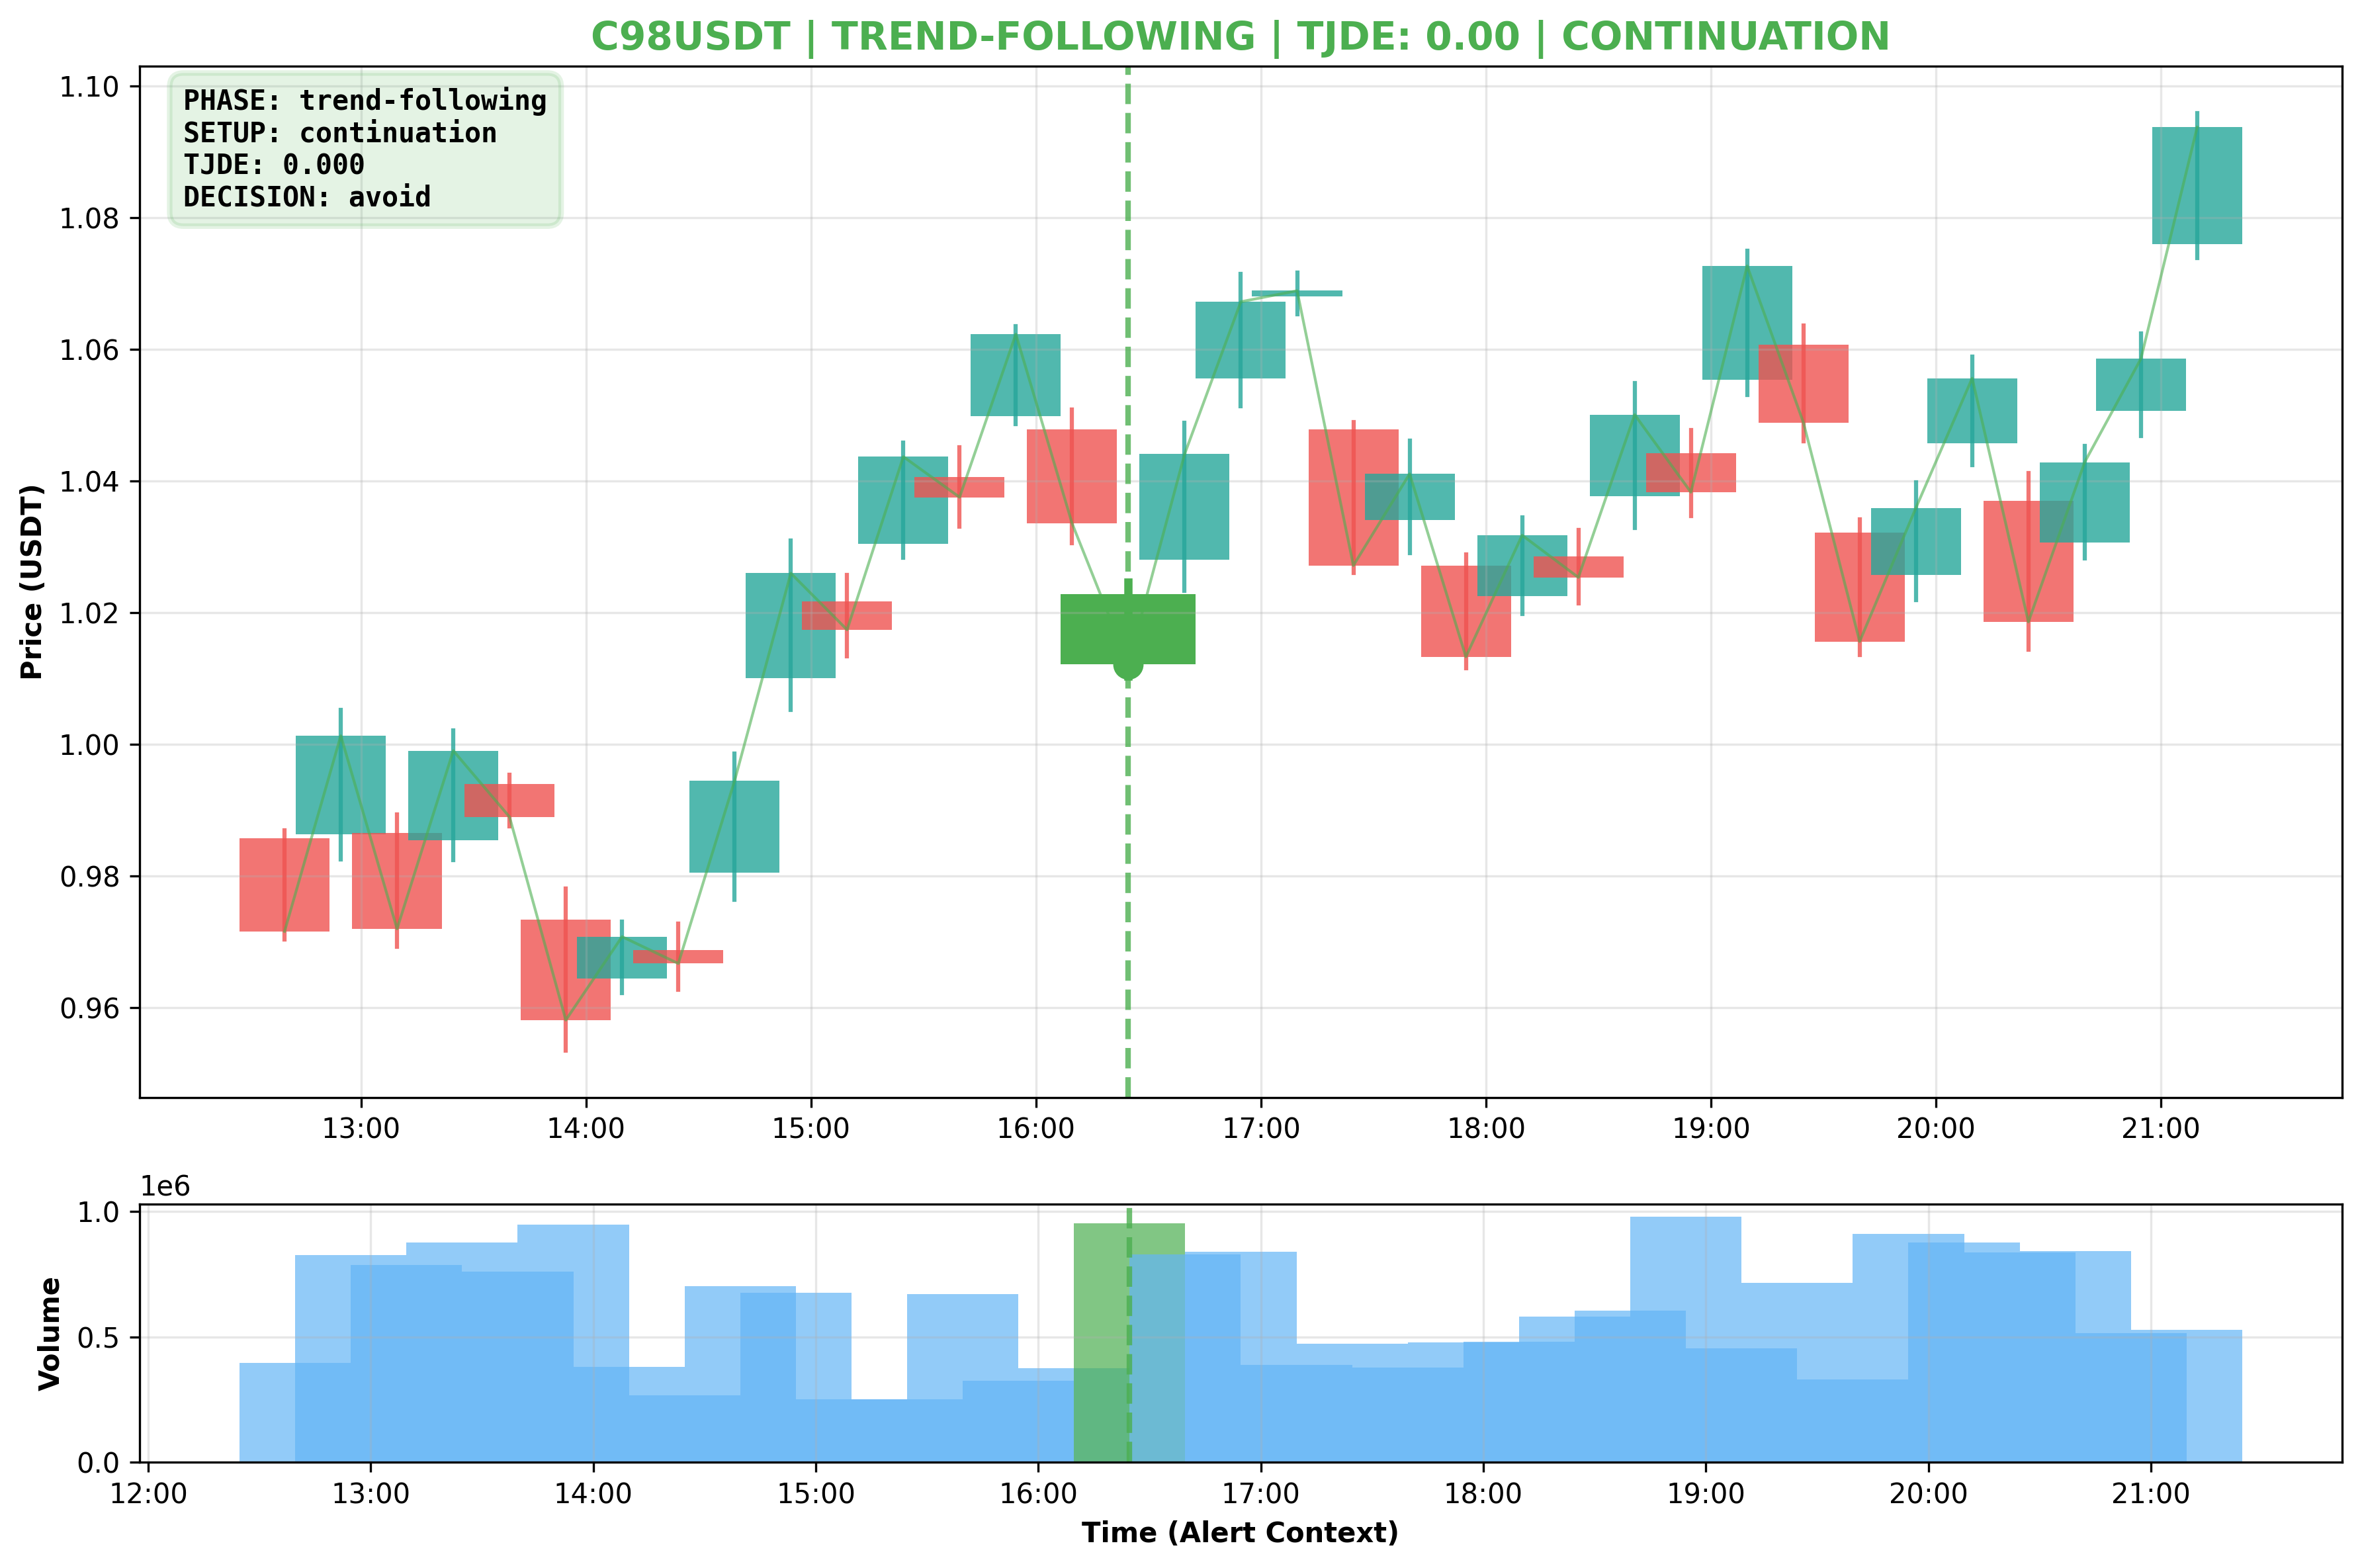 C98USDT | TREND-FOLLOWING | TJDE: 0.00 | CONTINUATION
PHASE: trend-following
SETUP: continuation
TJDE: 0.000
DECISION: avoid
Price (USDT)
1.10
1.08
1.06
1.04
1.02
1.00
0.98
0.96
13:00 14:00 15:00 16:00 17:00 18:00 19:00 20:00 21:00
1e6
Volume
1.0
0.5
0.0
12:00 13:00 14:00 15:00 16:00 17:00 18:00 19:00 20:00 21:00
Time (Alert Context)